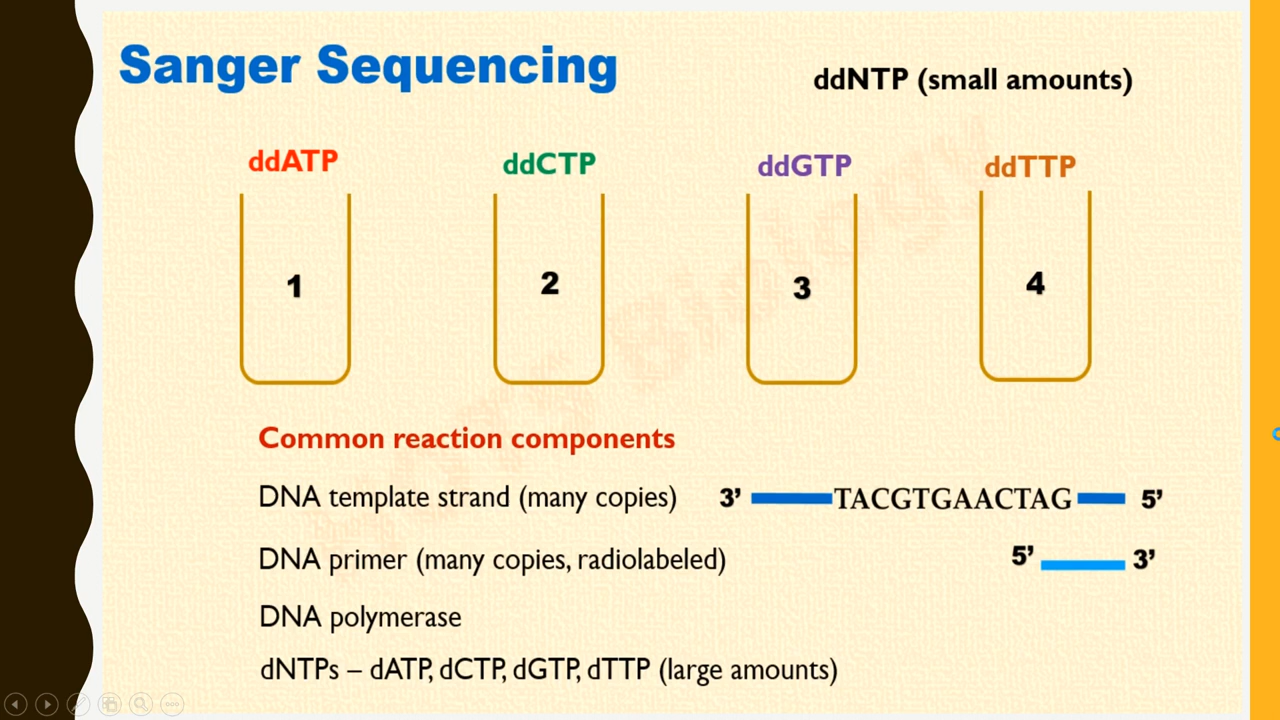 Sanger Sequencing
ddNTP (small amounts)
ddATP ddCTP ddGTP ddTTP
1 2 3 4
Common reaction components
DNA template strand (many copies) 3’ TACGTGAACTAG 5’
DNA primer (many copies, radiolabeled) 5’ 3’
DNA polymerase
dNTPs – dATP, dCTP, dGTP, dTTP (large amounts)